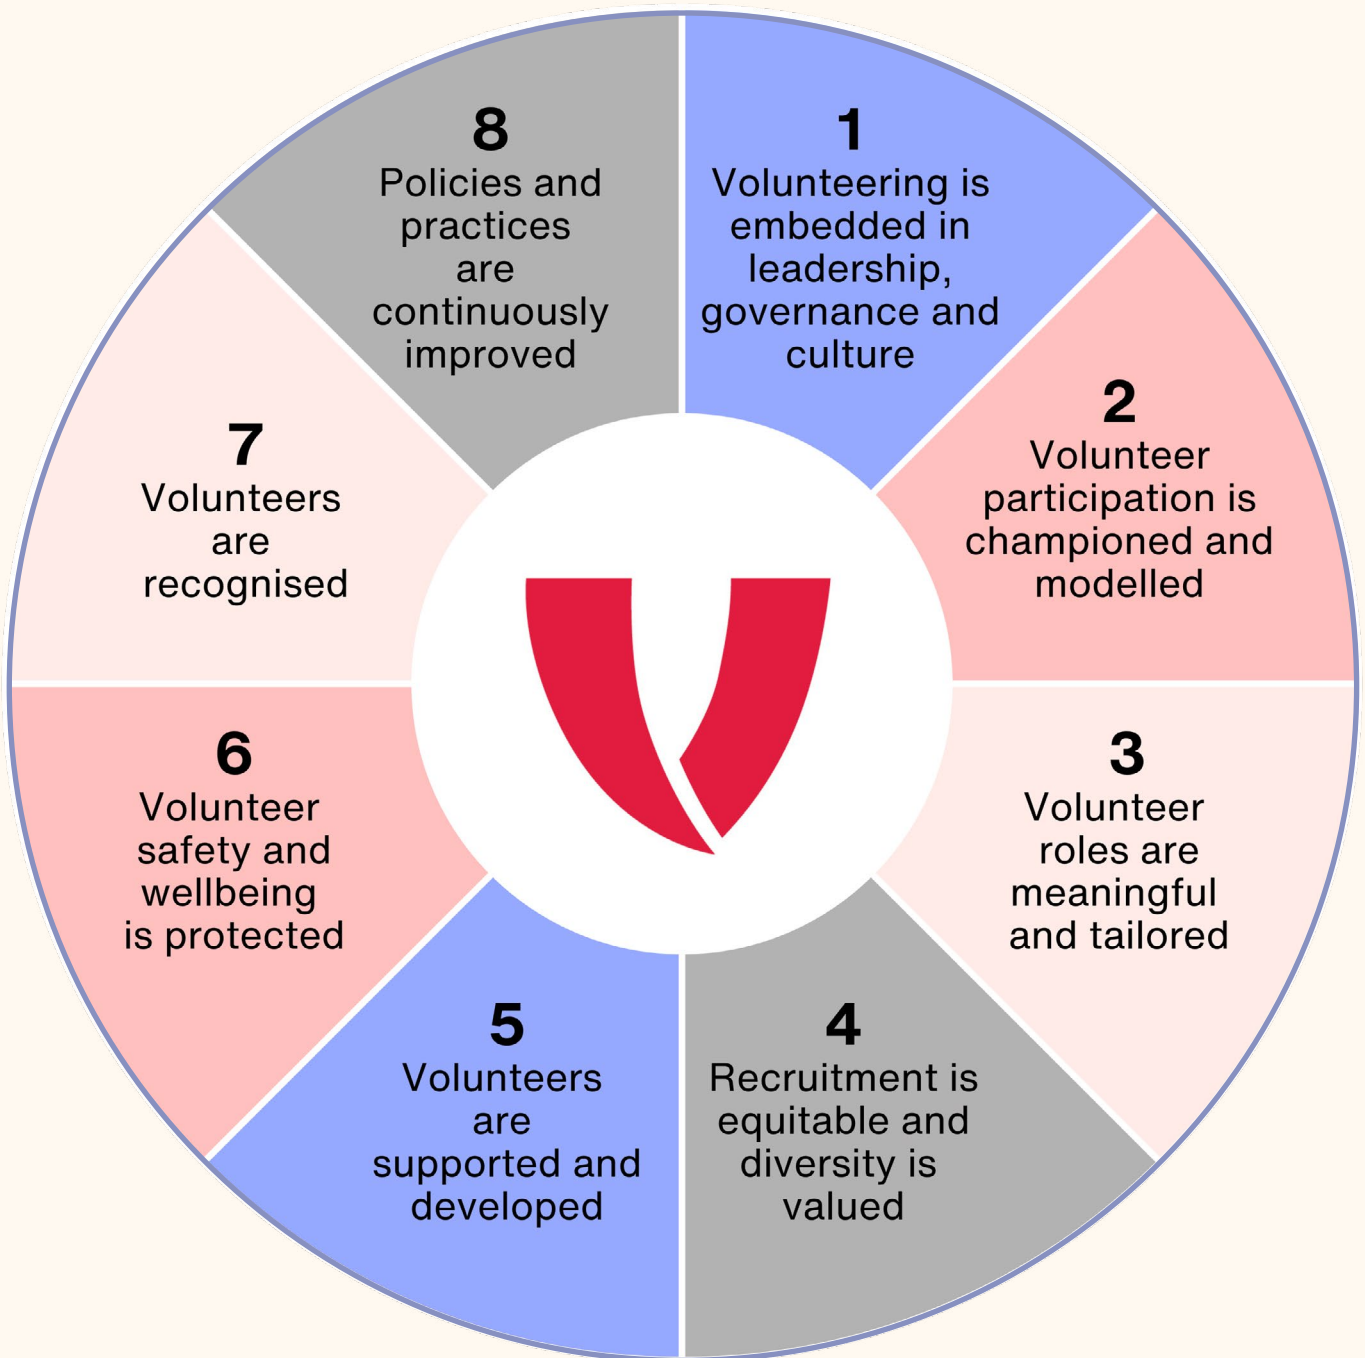 1
Volunteering is
embedded in
leadership,
governance and
culture
2
Volunteer
participation is
championed and
modelled
3
Volunteer
roles are
meaningful
and tailored
4
Recruitment is
equitable and
diversity is
valued
5
Volunteers
are
supported and
developed
6
Volunteer
safety and
wellbeing
is protected
7
Volunteers
are
recognised
8
Policies and
practices
are
continuously
improved